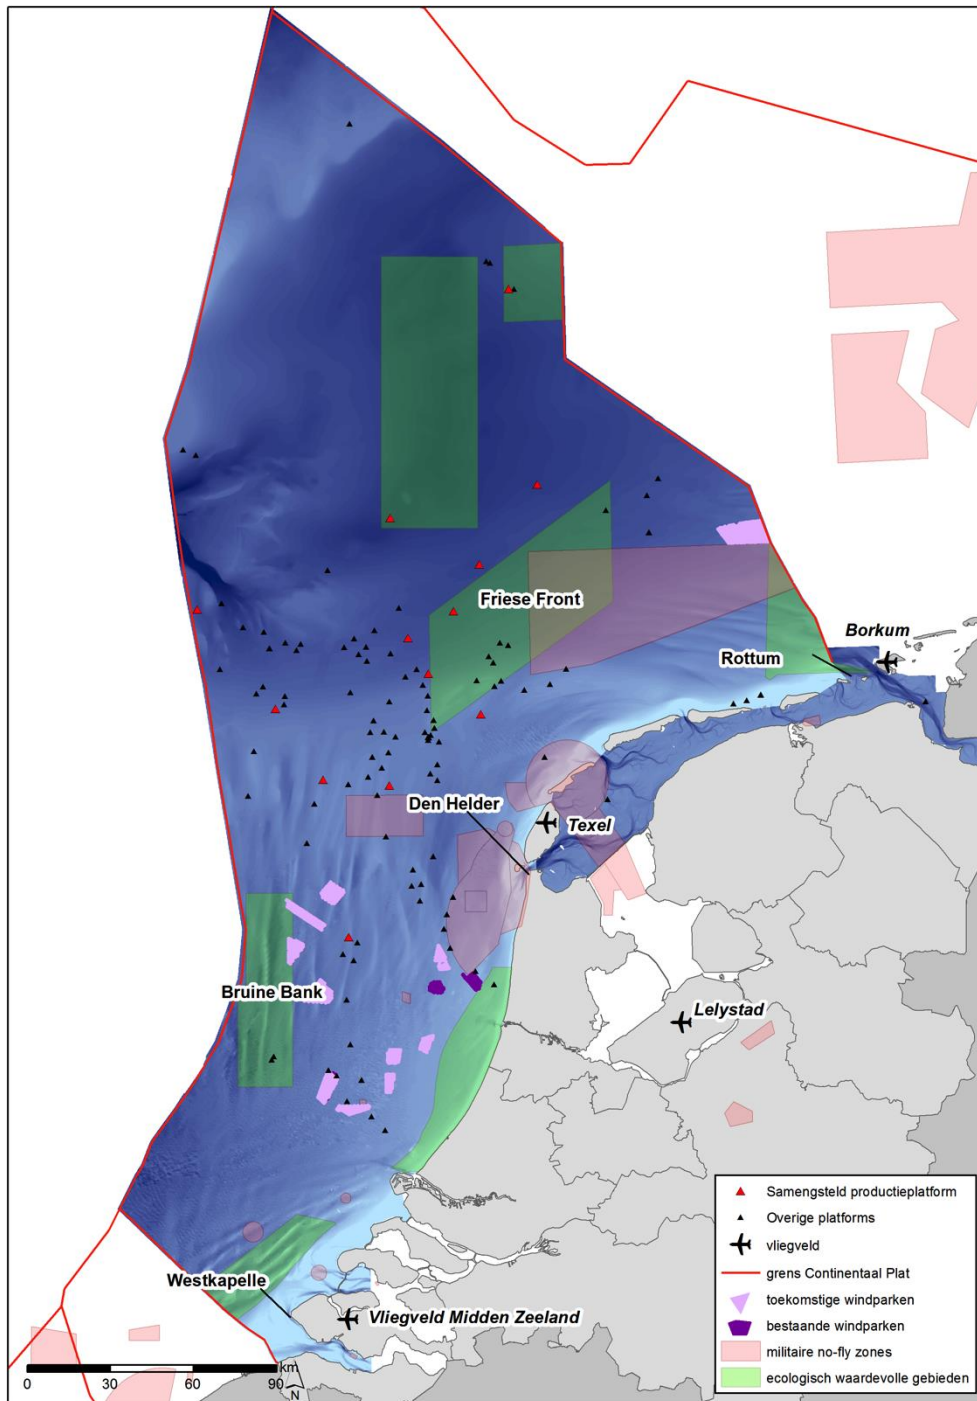 Friese Front
Borkum
Rottum
Den Helder
Texel
Bruine Bank
Lelystad
Westkapelle
Vliegveld Midden Zeeland
Samengsteld productieplatform
Overige platforms
vliegveld
grens Continentaal Plat
toekomstige windparken
bestaande windparken
militaire no-fly zones
ecologisch waardevolle gebieden
km
0 30 60 90
N